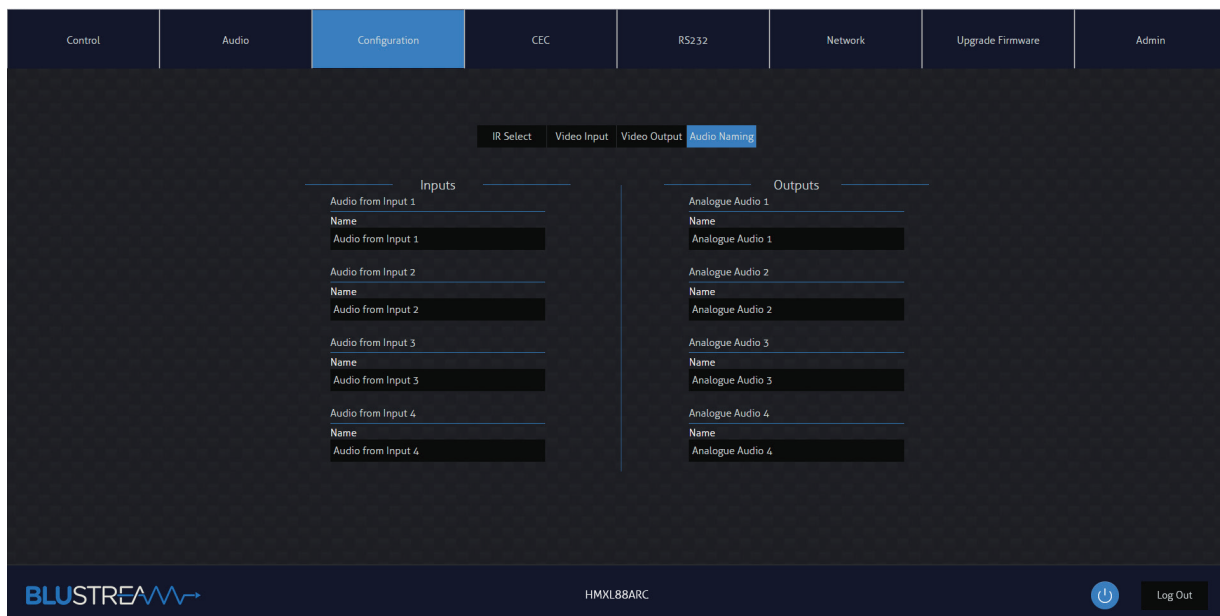 Control Audio Configuration CEC RS232 Network Upgrade Firmware Admin
IR Select Video Input Video Output Audio Naming
Inputs
Audio from Input 1
Name
Audio from Input 1
Audio from Input 2
Name
Audio from Input 2
Audio from Input 3
Name
Audio from Input 3
Audio from Input 4
Name
Audio from Input 4
Outputs
Analogue Audio 1
Name
Analogue Audio 1
Analogue Audio 2
Name
Analogue Audio 2
Analogue Audio 3
Name
Analogue Audio 3
Analogue Audio 4
Name
Analogue Audio 4
BLUSTREAM HMXL88ARC Log Out